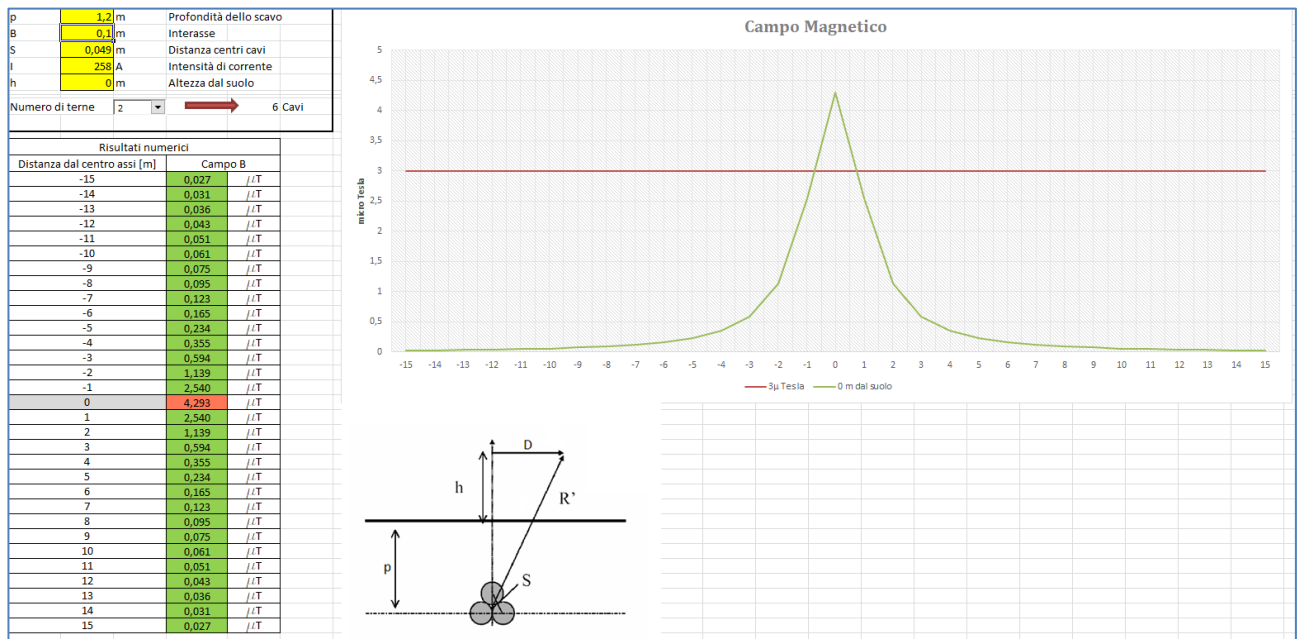 p 1,2 m Profondità dello scavo
B 0,1 m Interasse
S 0,049 m Distanza centri cavi
I 258 A Intensità di corrente
h 0 m Altezza dal suolo
Numero di terne 2 6 Cavi
Risultati numerici
Distanza dal centro assi [m] Campo B
-15 0,027 µT
-14 0,031 µT
-13 0,036 µT
-12 0,043 µT
-11 0,051 µT
-10 0,061 µT
-9 0,075 µT
-8 0,095 µT
-7 0,123 µT
-6 0,165 µT
-5 0,234 µT
-4 0,355 µT
-3 0,594 µT
-2 1,139 µT
-1 2,540 µT
0 4,293 µT
1 2,540 µT
2 1,139 µT
3 0,594 µT
4 0,355 µT
5 0,234 µT
6 0,165 µT
7 0,123 µT
8 0,095 µT
9 0,075 µT
10 0,061 µT
11 0,051 µT
12 0,043 µT
13 0,036 µT
14 0,031 µT
15 0,027 µT
Campo Magnetico
5
4,5
4
3,5
3
2,5
2
1,5
1
0,5
0
micro Tesla
-15 -14 -13 -12 -11 -10 -9 -8 -7 -6 -5 -4 -3 -2 -1 0 1 2 3 4 5 6 7 8 9 10 11 12 13 14 15
3µ Tesla 0 m dal suolo
D
h
R'
p
S